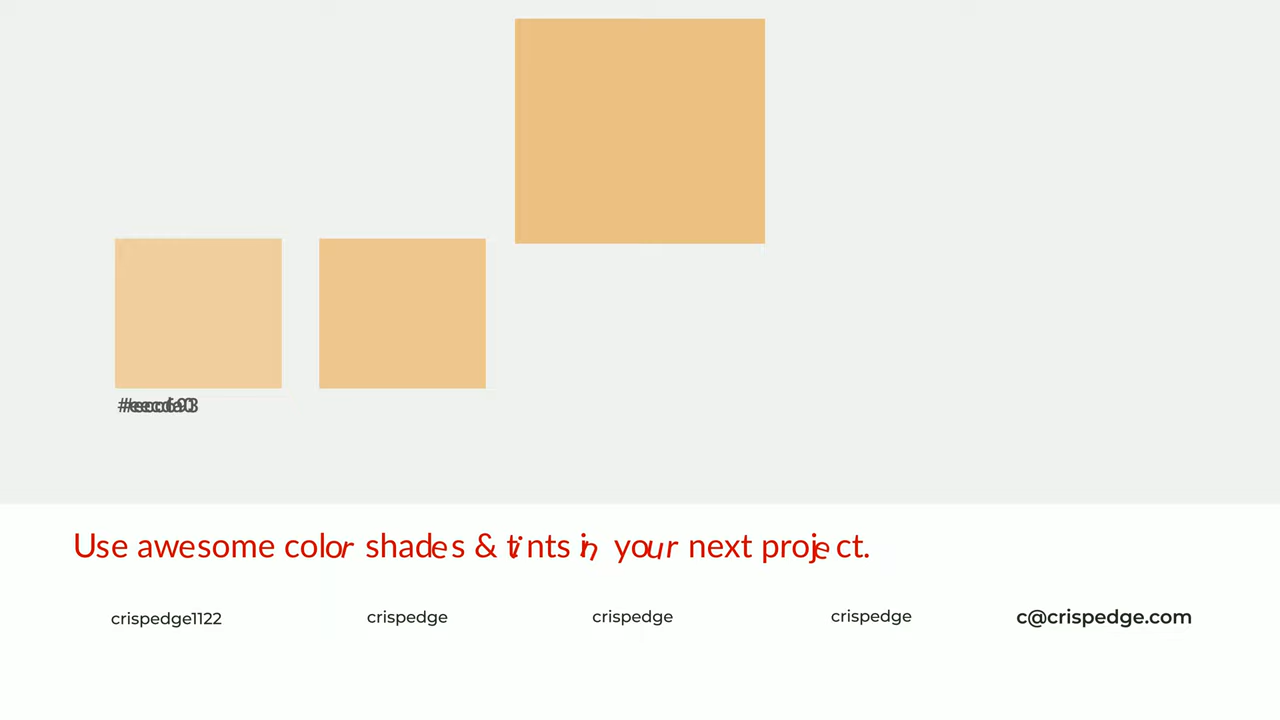 Use awesome color shades & tints in your next project.
crispedge1122 crispedge crispedge crispedge c@crispedge.com